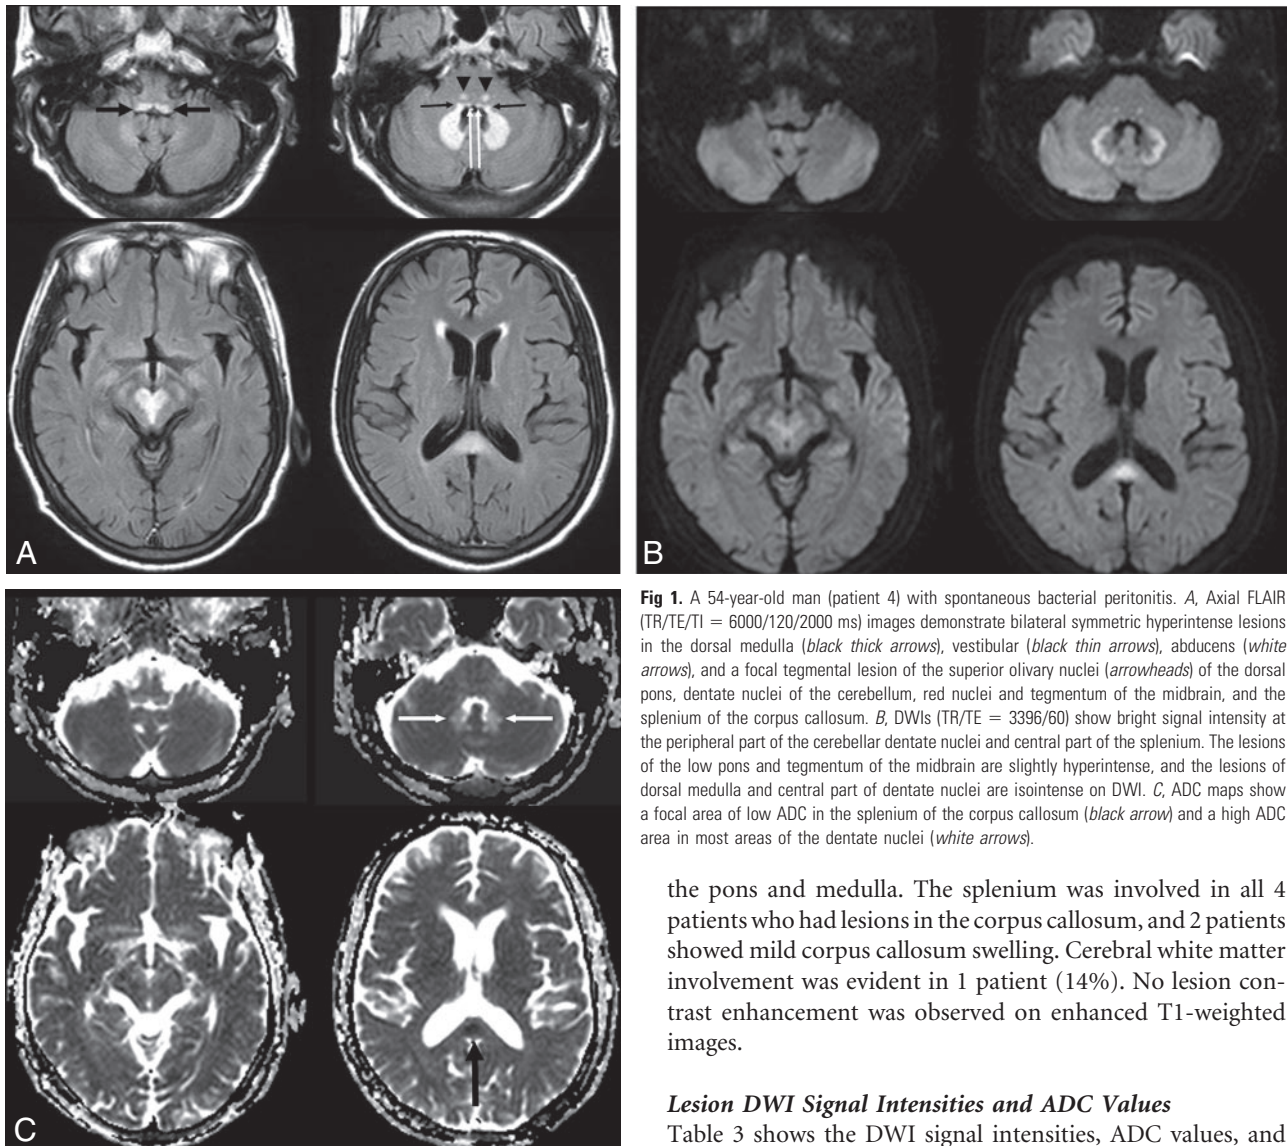 A
B
Fig 1. A 54-year-old man (patient 4) with spontaneous bacterial peritonitis. A, Axial FLAIR
(TR/TE/TI = 6000/120/2000 ms) images demonstrate bilateral symmetric hyperintense lesions
in the dorsal medulla (black thick arrows), vestibular (black thin arrows), abducens (white
arrows), and a focal tegmental lesion of the superior olivary nuclei (arrowheads) of the dorsal
pons, dentate nuclei of the cerebellum, red nuclei and tegmentum of the midbrain, and the
splenium of the corpus callosum. B, DWIs (TR/TE = 3396/60) show bright signal intensity at
the peripheral part of the cerebellar dentate nuclei and central part of the splenium. The lesions
of the low pons and tegmentum of the midbrain are slightly hyperintense, and the lesions of
dorsal medulla and central part of dentate nuclei are isointense on DWI. C, ADC maps show
a focal area of low ADC in the splenium of the corpus callosum (black arrow) and a high ADC
area in most areas of the dentate nuclei (white arrows).
C
the pons and medulla. The splenium was involved in all 4
patients who had lesions in the corpus callosum, and 2 patients
showed mild corpus callosum swelling. Cerebral white matter
involvement was evident in 1 patient (14%). No lesion con-
trast enhancement was observed on enhanced T1-weighted
images.
Lesion DWI Signal Intensities and ADC Values
Table 3 shows the DWI signal intensities, ADC values, and